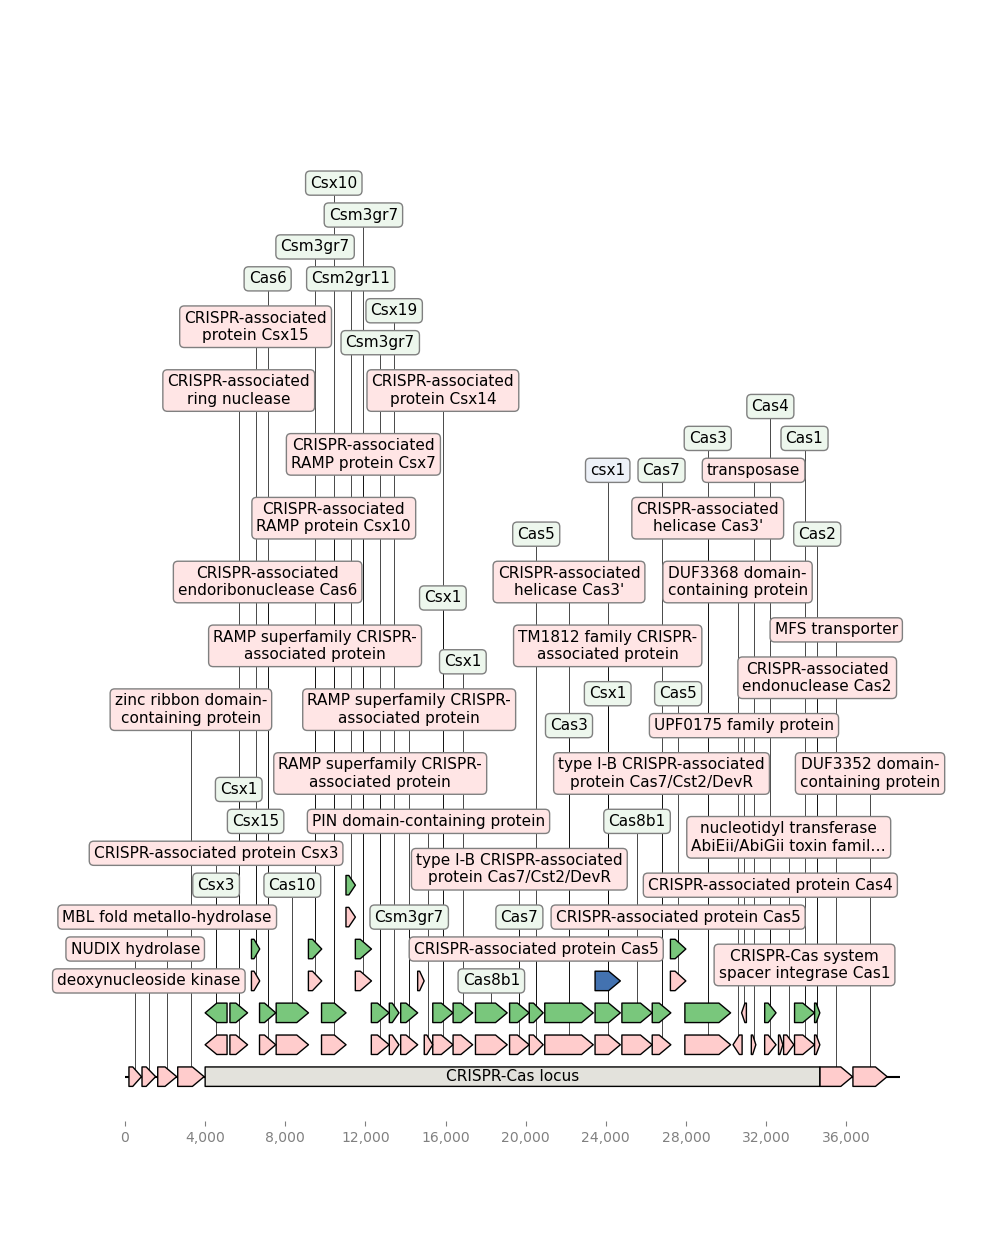 Csx10
Csm3gr7
Csm3gr7
Cas6
Csm2gr11
Csx19
CRISPR-associated
protein Csx15
Csm3gr7
CRISPR-associated
ring nuclease
CRISPR-associated
protein Csx14
Cas4
Cas3
Cas1
CRISPR-associated
RAMP protein Csx7
csx1
Cas7
transposase
CRISPR-associated
RAMP protein Csx10
CRISPR-associated
helicase Cas3'
Cas5
Cas2
CRISPR-associated
endoribonuclease Cas6
CRISPR-associated
helicase Cas3'
DUF3368 domain-
containing protein
Csx1
MFS transporter
RAMP superfamily CRISPR-
associated protein
TM1812 family CRISPR-
associated protein
Csx1
CRISPR-associated
endonuclease Cas2
Csx1
Cas5
zinc ribbon domain-
containing protein
RAMP superfamily CRISPR-
associated protein
Cas3
UPF0175 family protein
RAMP superfamily CRISPR-
associated protein
type I-B CRISPR-associated
protein Cas7/Cst2/DevR
DUF3352 domain-
containing protein
Csx1
Csx15
PIN domain-containing protein
Cas8b1
nucleotidyl transferase
AbiEii/AbiGii toxin famil...
CRISPR-associated protein Csx3
type I-B CRISPR-associated
protein Cas7/Cst2/DevR
Csx3
Cas10
CRISPR-associated protein Cas4
MBL fold metallo-hydrolase
Csm3gr7
Cas7
CRISPR-associated protein Cas5
NUDIX hydrolase
CRISPR-associated protein Cas5
CRISPR-Cas system
spacer integrase Cas1
deoxynucleoside kinase
Cas8b1
CRISPR-Cas locus
0 4,000 8,000 12,000 16,000 20,000 24,000 28,000 32,000 36,000